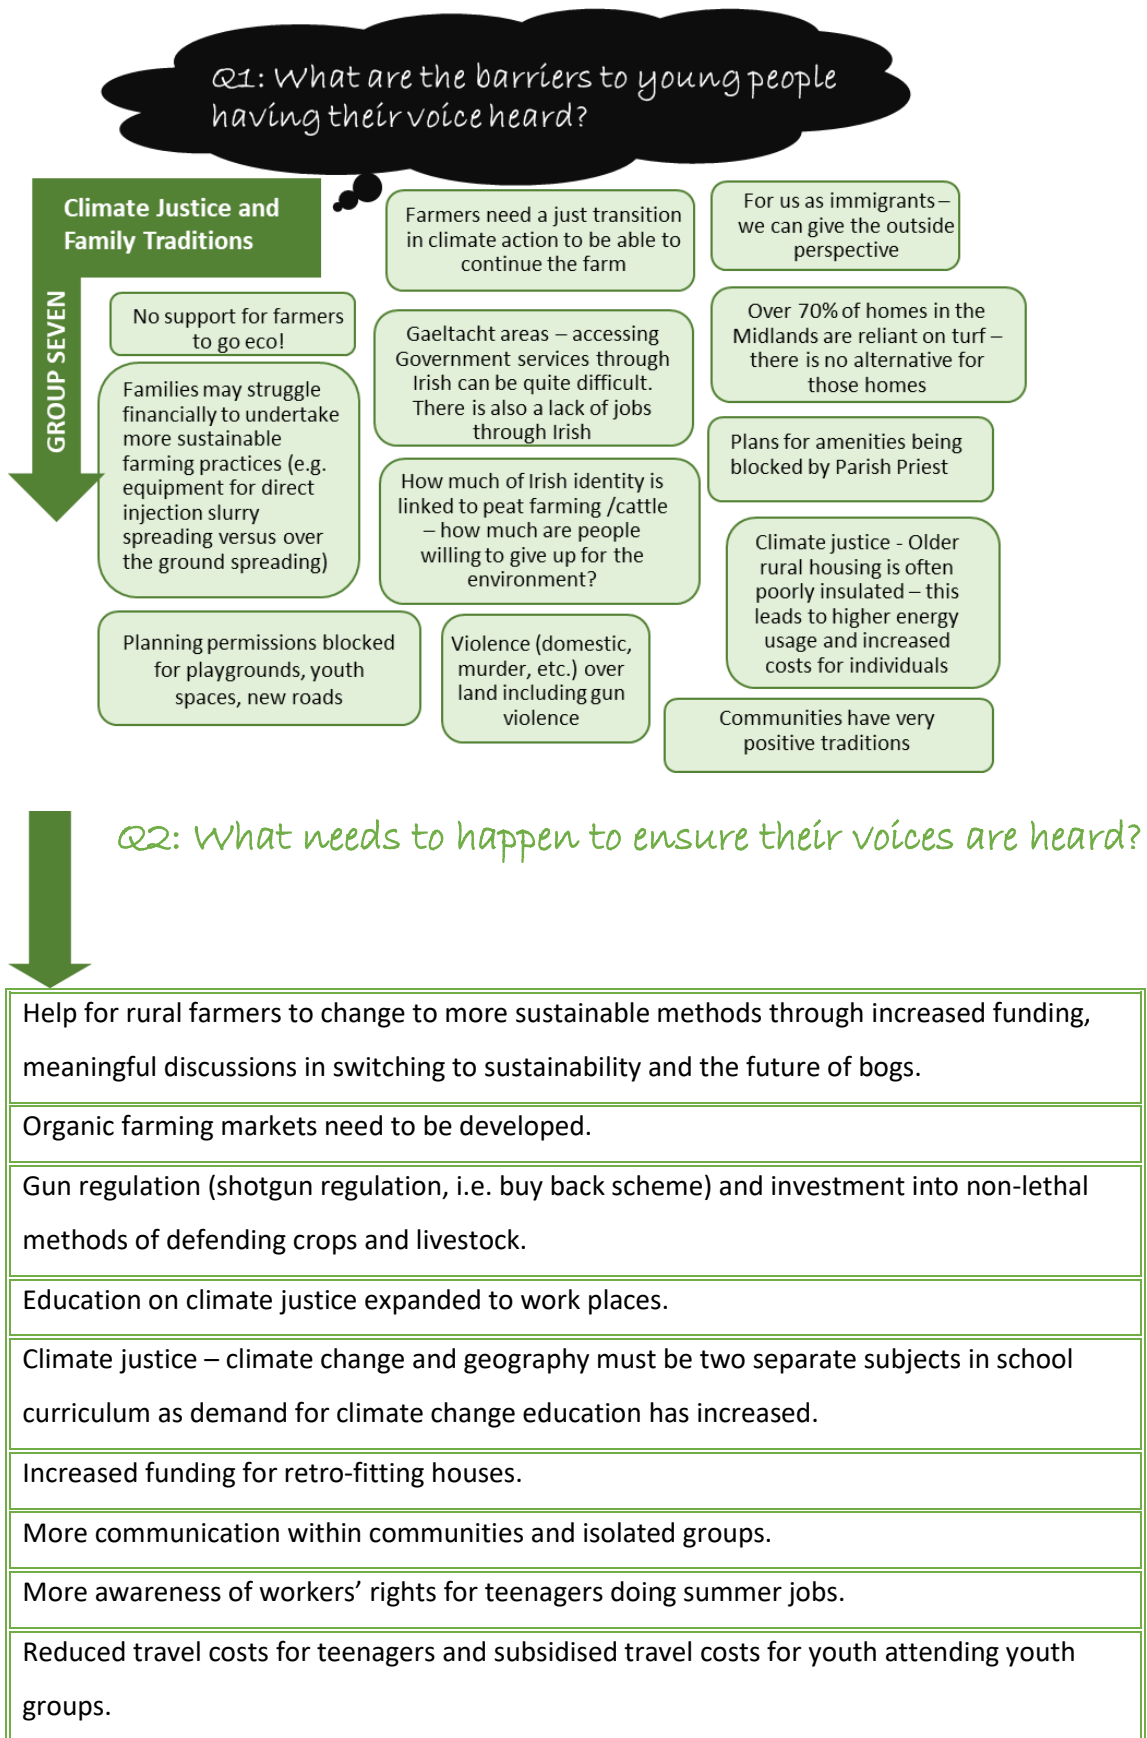 Q1: What are the barriers to young people
having their voice heard?
Climate Justice and
Family Traditions
GROUP SEVEN
Farmers need a just transition
in climate action to be able to
continue the farm
For us as immigrants –
we can give the outside
perspective
No support for farmers
to go eco!
Gaeltacht areas – accessing
Government services through
Irish can be quite difficult.
There is also a lack of jobs
through Irish
Over 70% of homes in the
Midlands are reliant on turf –
there is no alternative for
those homes
Families may struggle
financially to undertake
more sustainable
farming practices (e.g.
equipment for direct
injection slurry
spreading versus over
the ground spreading)
How much of Irish identity is
linked to peat farming /cattle
– how much are people
willing to give up for the
environment?
Plans for amenities being
blocked by Parish Priest
Climate justice - Older
rural housing is often
poorly insulated – this
leads to higher energy
usage and increased
costs for individuals
Planning permissions blocked
for playgrounds, youth
spaces, new roads
Violence (domestic,
murder, etc.) over
land including gun
violence
Communities have very
positive traditions
Q2: What needs to happen to ensure their voices are heard?
Help for rural farmers to change to more sustainable methods through increased funding,
meaningful discussions in switching to sustainability and the future of bogs.
Organic farming markets need to be developed.
Gun regulation (shotgun regulation, i.e. buy back scheme) and investment into non-lethal
methods of defending crops and livestock.
Education on climate justice expanded to work places.
Climate justice – climate change and geography must be two separate subjects in school
curriculum as demand for climate change education has increased.
Increased funding for retro-fitting houses.
More communication within communities and isolated groups.
More awareness of workers’ rights for teenagers doing summer jobs.
Reduced travel costs for teenagers and subsidised travel costs for youth attending youth
groups.